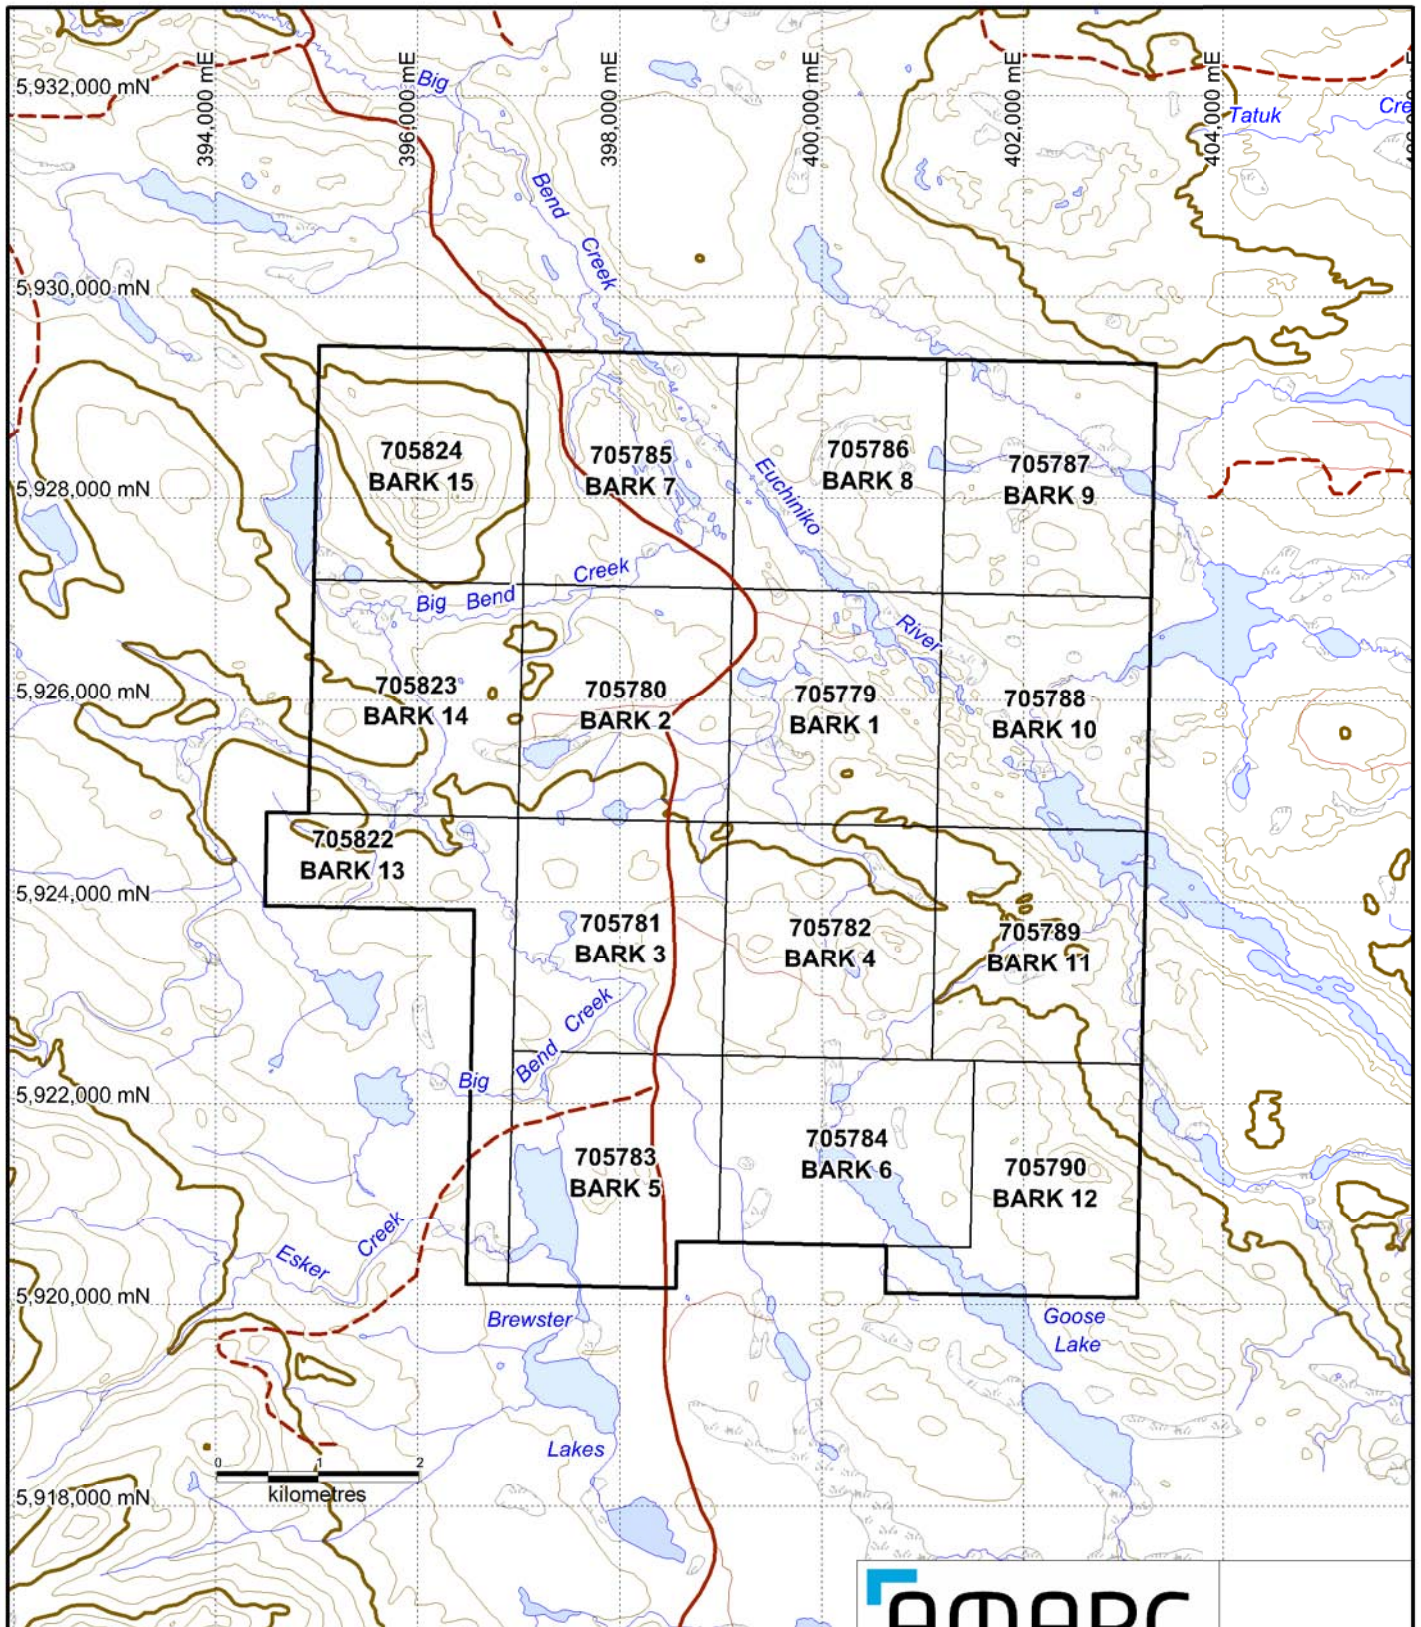 394,000 mE
396,000 mE
398,000 mE
400,000 mE
402,000 mE
404,000 mE
5,932,000 mN
Big
Bend
Creek
Tatuk
Cre
5,930,000 mN
705824
BARK 15
705785
BARK 7
705786
BARK 8
705787
BARK 9
5,928,000 mN
Euchiniko
River
Big Bend Creek
5,926,000 mN
705823
BARK 14
705780
BARK 2
705779
BARK 1
705788
BARK 10
705822
BARK 13
5,924,000 mN
705781
BARK 3
705782
BARK 4
705789
BARK 11
Big Bend Creek
5,922,000 mN
705783
BARK 5
705784
BARK 6
705790
BARK 12
Esker Creek
5,920,000 mN
Brewster
Lakes
Goose
Lake
0 1 2
kilometres
5,918,000 mN
AMARC